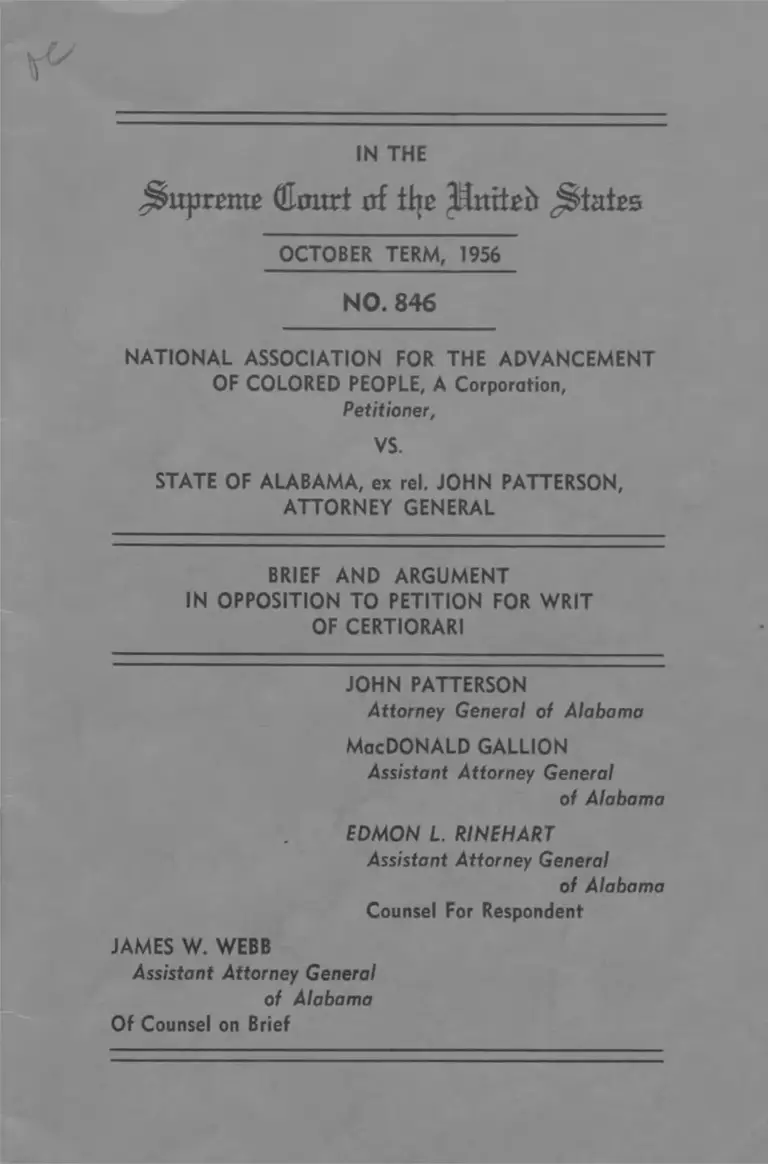 IN THE
Supreme Court of the United States
OCTOBER TERM, 1956
NO. 846
NATIONAL ASSOCIATION FOR THE ADVANCEMENT
OF COLORED PEOPLE, A Corporation,
Petitioner,
VS.
STATE OF ALABAMA, ex rel. JOHN PATTERSON,
ATTORNEY GENERAL
BRIEF AND ARGUMENT
IN OPPOSITION TO PETITION FOR WRIT
OF CERTIORARI
JOHN PATTERSON
Attorney General of Alabama
MacDONALD GALLION
Assistant Attorney General
of Alabama
EDMON L. RINEHART
Assistant Attorney General
of Alabama
Counsel For Respondent
JAMES W. WEBB
Assistant Attorney General
of Alabama
Of Counsel on Brief